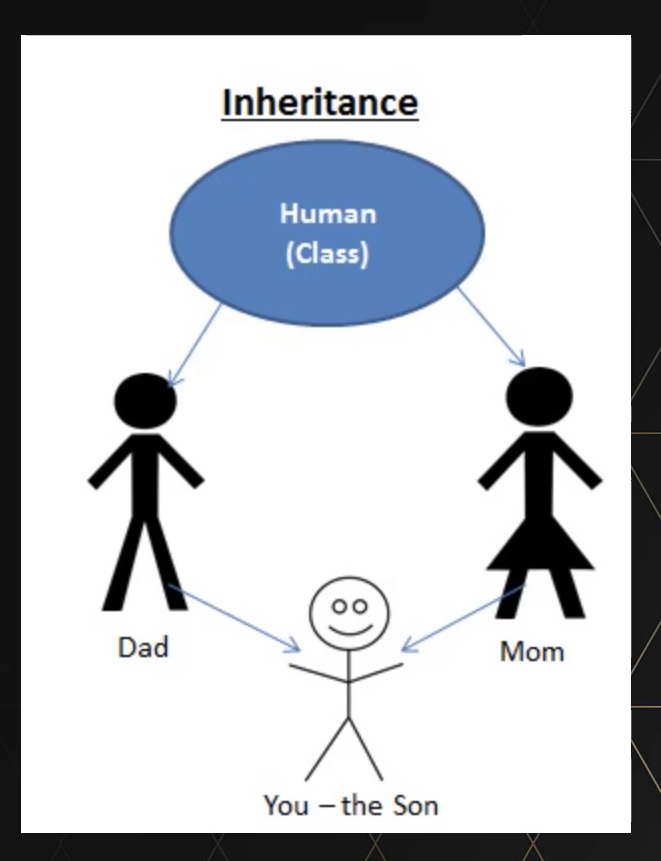 Inheritance
Human
(Class)
Dad
Mom
You – the Son